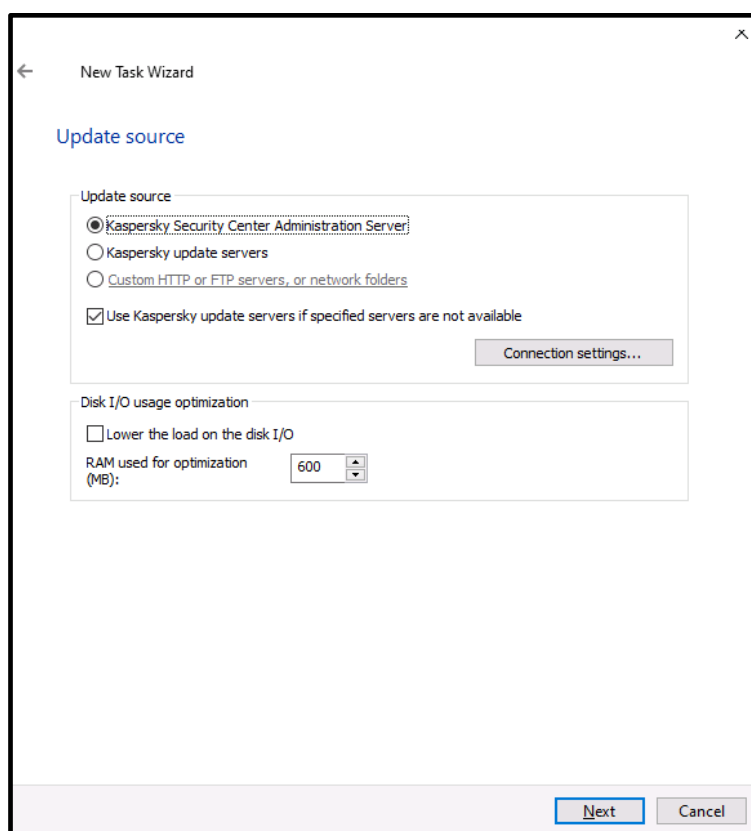 New Task Wizard
Update source
Update source
Kaspersky Security Center Administration Server
Kaspersky update servers
Custom HTTP or FTP servers, or network folders
Use Kaspersky update servers if specified servers are not available
Connection settings...
Disk I/O usage optimization
Lower the load on the disk I/O
RAM used for optimization
(MB):
600
Next
Cancel